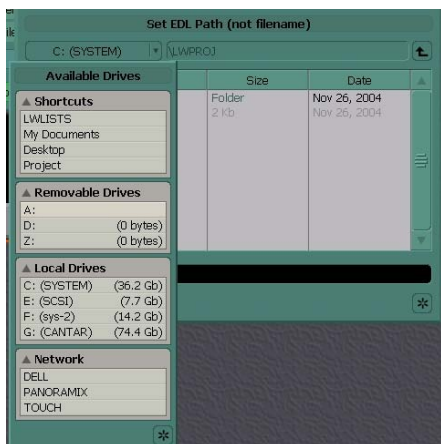 Set EDL Path (not filename)
C: (SYSTEM) \LWPROJ
Available Drives
Size Date
Shortcuts
Folder Nov 26, 2004
LWLISTS
2 Kb Nov 26, 2004
My Documents
Desktop
Project
Removable Drives
A:
D: (0 bytes)
Z: (0 bytes)
Local Drives
C: (SYSTEM) (36.2 Gb)
E: (SCSI) (7.7 Gb)
F: (sys-2) (14.2 Gb)
G: (CANTAR) (74.4 Gb)
Network
DELL
PANORAMIX
TOUCH